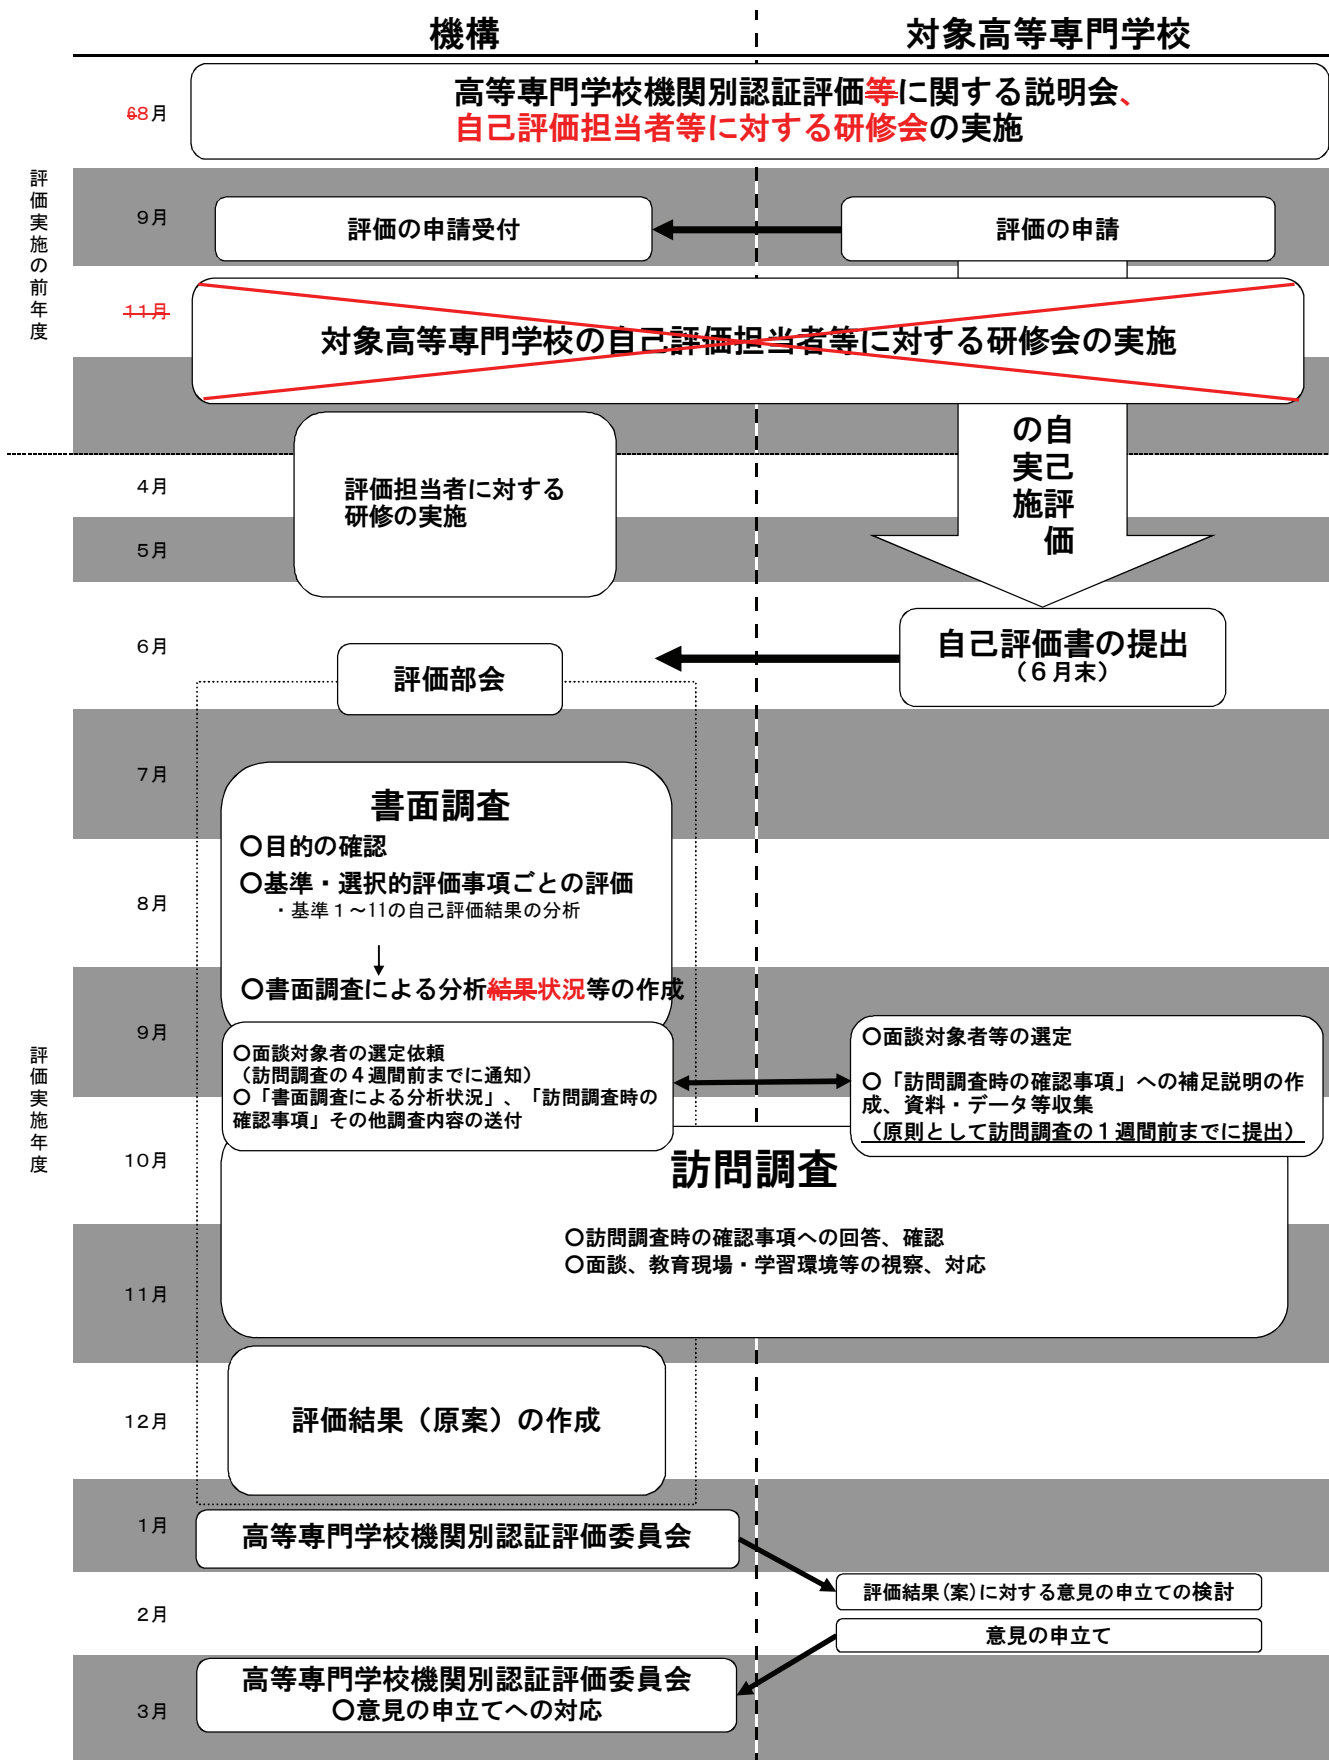 機構
対象高等専門学校
評価実施の前年度
68月
高等専門学校機関別認証評価等に関する説明会、
自己評価担当者等に対する研修会の実施
9月
評価の申請受付
評価の申請
11月
対象高等専門学校の自己評価担当者等に対する研修会の実施
自己評価
の実施
評価実施年度
4月
評価担当者に対する
研修の実施
5月
6月
自己評価書の提出
（6月末）
評価部会
7月
書面調査
○目的の確認
○基準・選択的評価事項ごとの評価
・基準1～11の自己評価結果の分析
8月
○書面調査による分析結果状況等の作成
9月
○面談対象者の選定依頼
（訪問調査の4週間前までに通知）
○「書面調査による分析状況」、「訪問調査時の
確認事項」その他調査内容の送付
○面談対象者等の選定
○「訪問調査時の確認事項」への補足説明の作
成、資料・データ等収集
（原則として訪問調査の1週間前までに提出）
10月
訪問調査
○訪問調査時の確認事項への回答、確認
○面談、教育現場・学習環境等の視察、対応
11月
12月
評価結果（原案）の作成
1月
高等専門学校機関別認証評価委員会
評価結果(案)に対する意見の申立ての検討
2月
意見の申立て
高等専門学校機関別認証評価委員会
○意見の申立てへの対応
3月